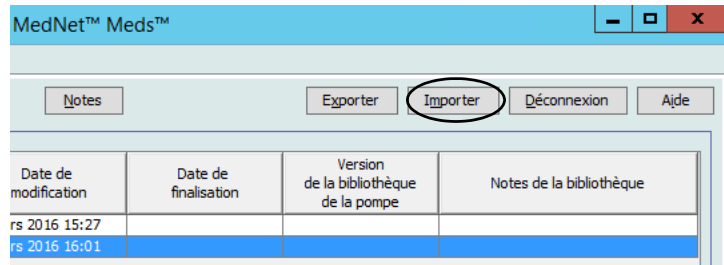 MedNet™ Meds™
Notes Exporter Importer Déconnexion Aide
Date de
modification
Date de
finalisation
Version
de la bibliothèque
de la pompe
Notes de la bibliothèque
rs 2016 15:27
rs 2016 16:01